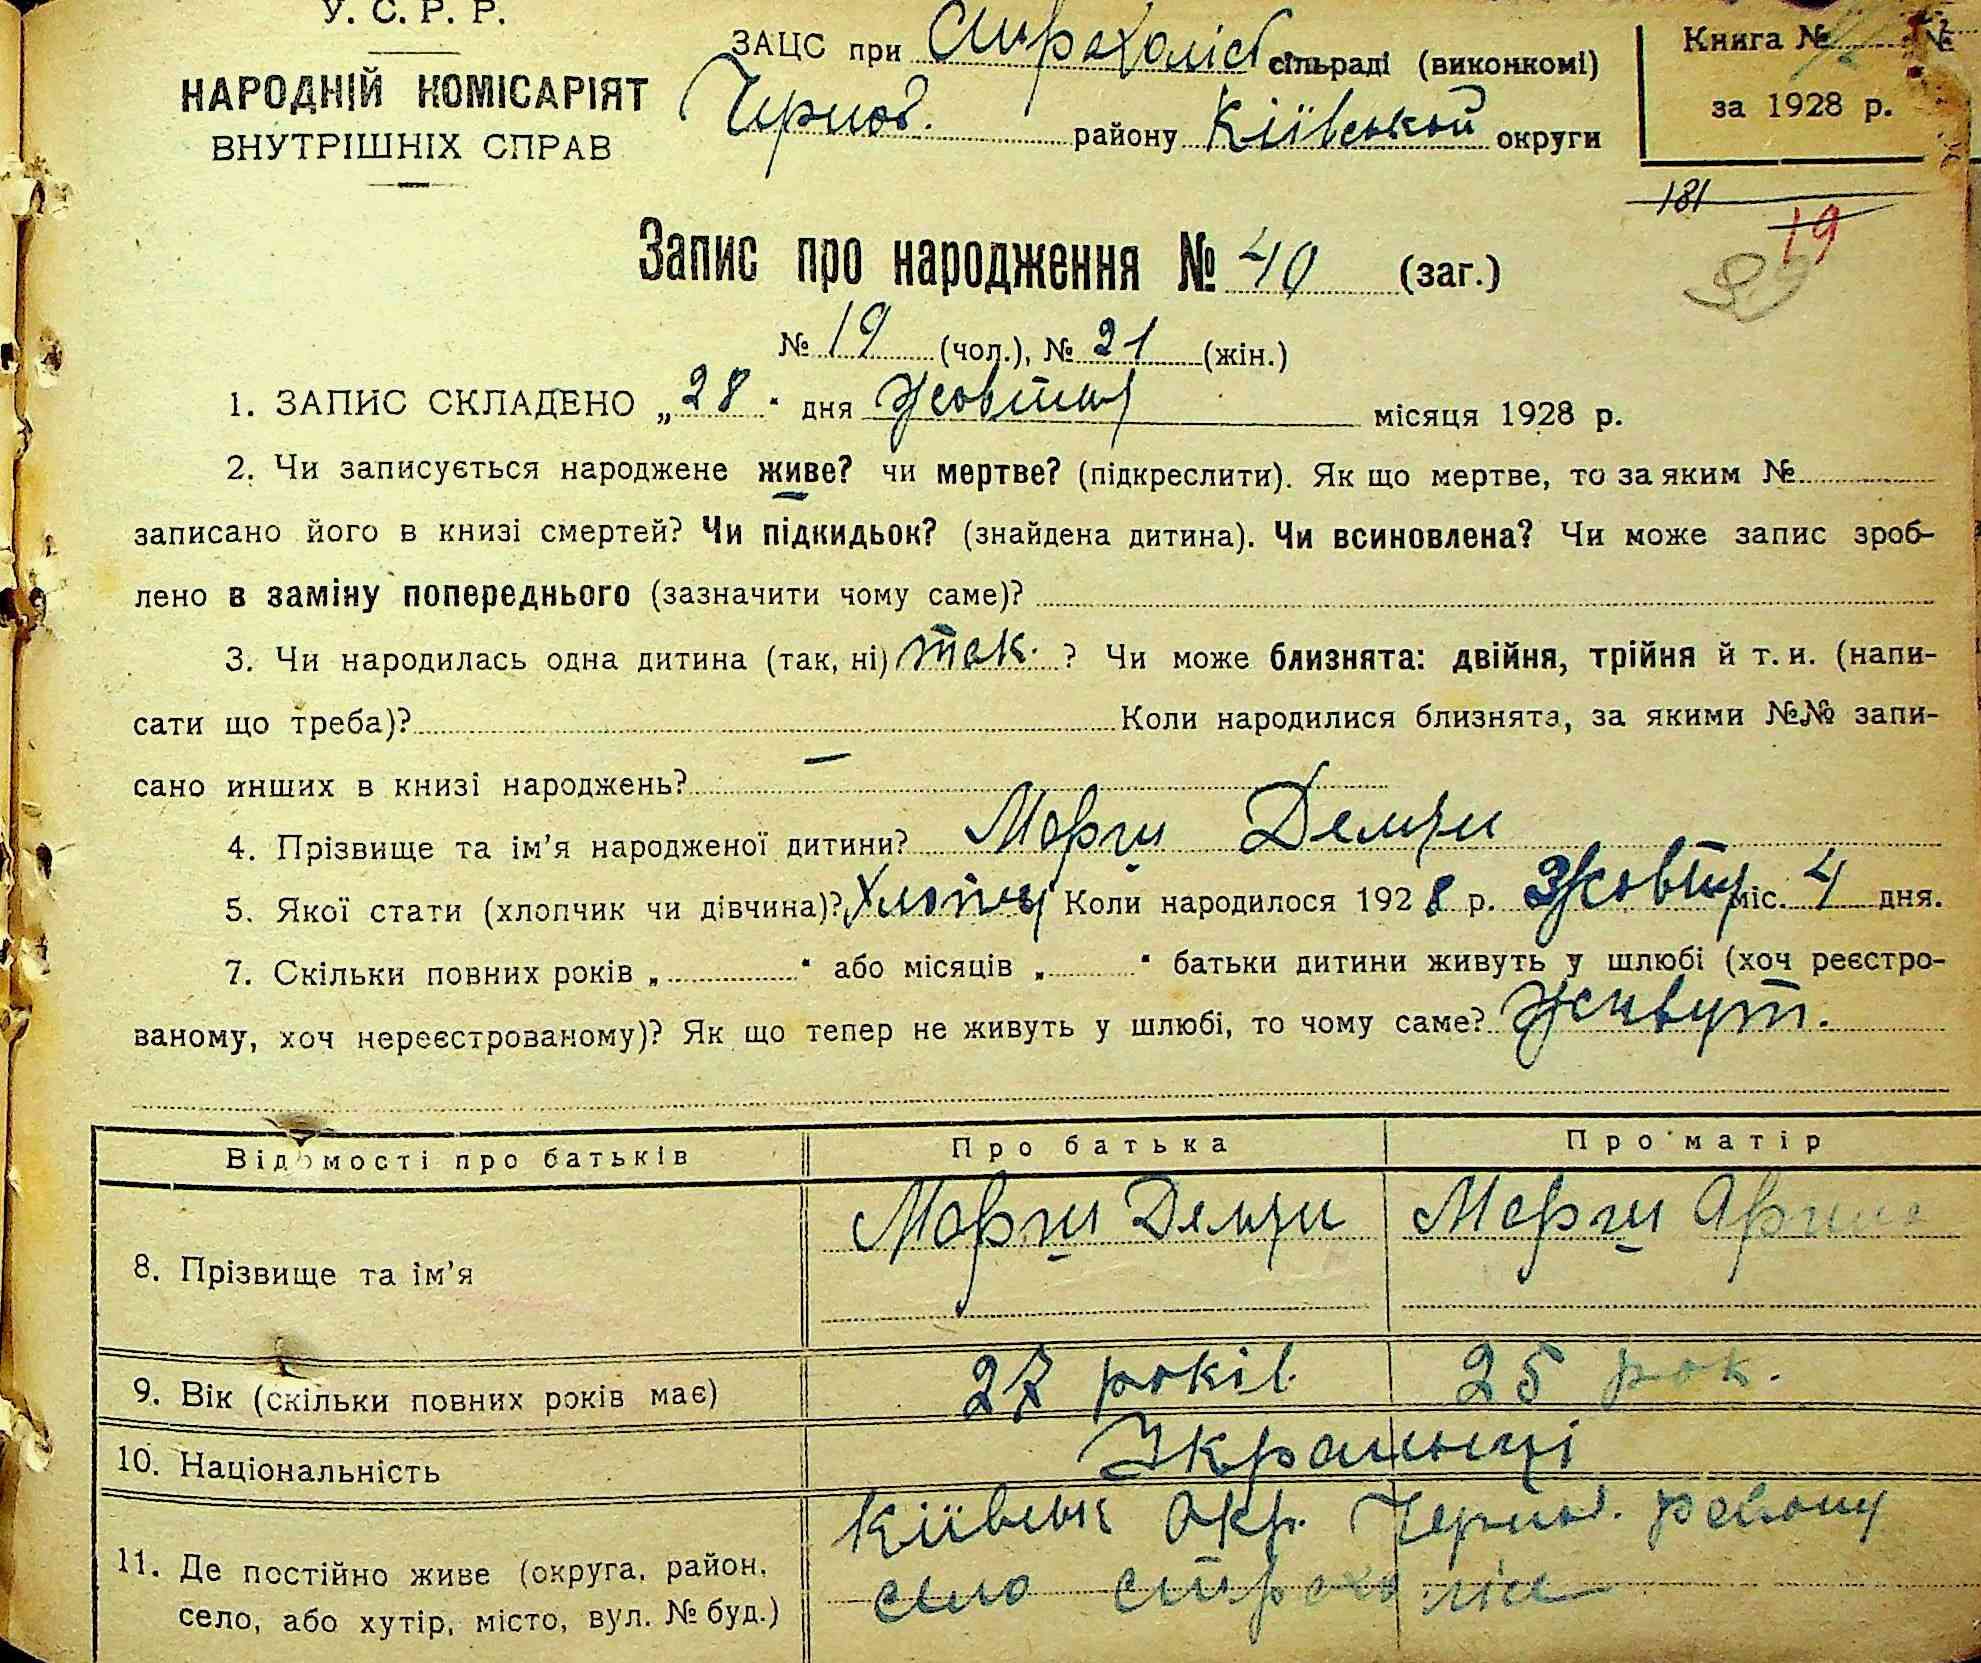 У. С. Р. Р.
НАРОДНІЙ КОМІСАРІЯТ
ВНУТРІШНІХ СПРАВ
ЗАЦС при Страхоліс сільраді (виконкомі)
Чорноб. району Київської округи
Книга №
за 1928 р.
181
19
Запис про народження № 40 (заг.)
№ 19 (чол.), № 21 (жін.)
1. ЗАПИС СКЛАДЕНО „28“ дня Жовтня місяця 1928 р.
2. Чи записується народжене живе? чи мертве? (підкреслити). Як що мертве, то за яким №
записано його в книзі смертей? Чи підкидьок? (знайдена дитина). Чи всиновлена? Чи може запис зроб-
лено в заміну попереднього (зазначити чому саме)?
3. Чи народилась одна дитина (так, ні) так. ? Чи може близнята: двійня, трійня й т. и. (напи-
сати що треба)? Коли народилися близнята, за якими №№ запи-
сано инших в книзі народжень? —
4. Прізвище та ім'я народженої дитини?
5. Якої стати (хлопчик чи дівчина)? Хлопчи Коли народилося 1928 р. Жовтня міс. 4 дня.
7. Скільки повних років „ “ або місяців „ “ батьки дитини живуть у шлюбі (хоч реєстро-
ваному, хоч нереєстрованому)? Як що тепер не живуть у шлюбі, то чому саме? Живут.
Відомості про батьків Про батька Про матір
8. Прізвище та ім'я
9. Вік (скільки повних років має) 27 років 25 рок.
10. Національність Українці
11. Де постійно живе (округа, район,
село, або хутір, місто, вул. № буд.)
Київськ Окр. Чорноб. району
село Страхолісс